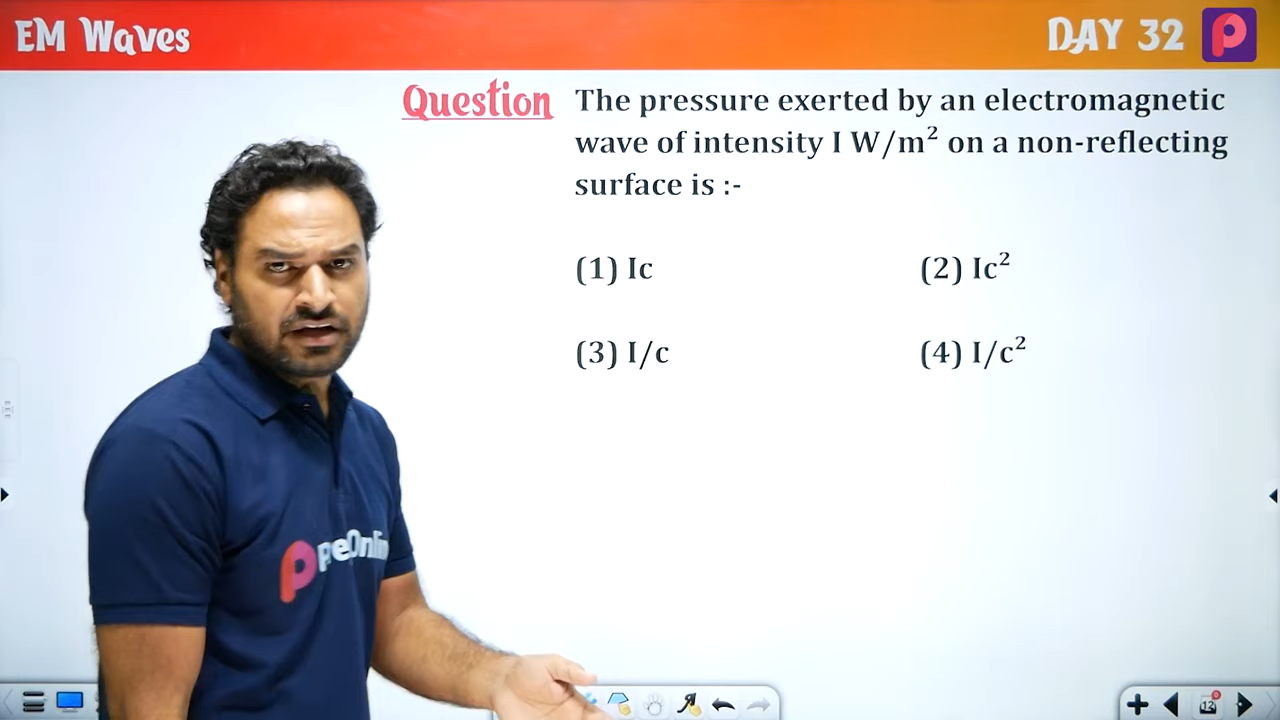 EM Waves
DAY 32
Question
The pressure exerted by an electromagnetic
wave of intensity I W/m² on a non-reflecting
surface is :-
(1) Ic
(2) Ic²
(3) I/c
(4) I/c²
12